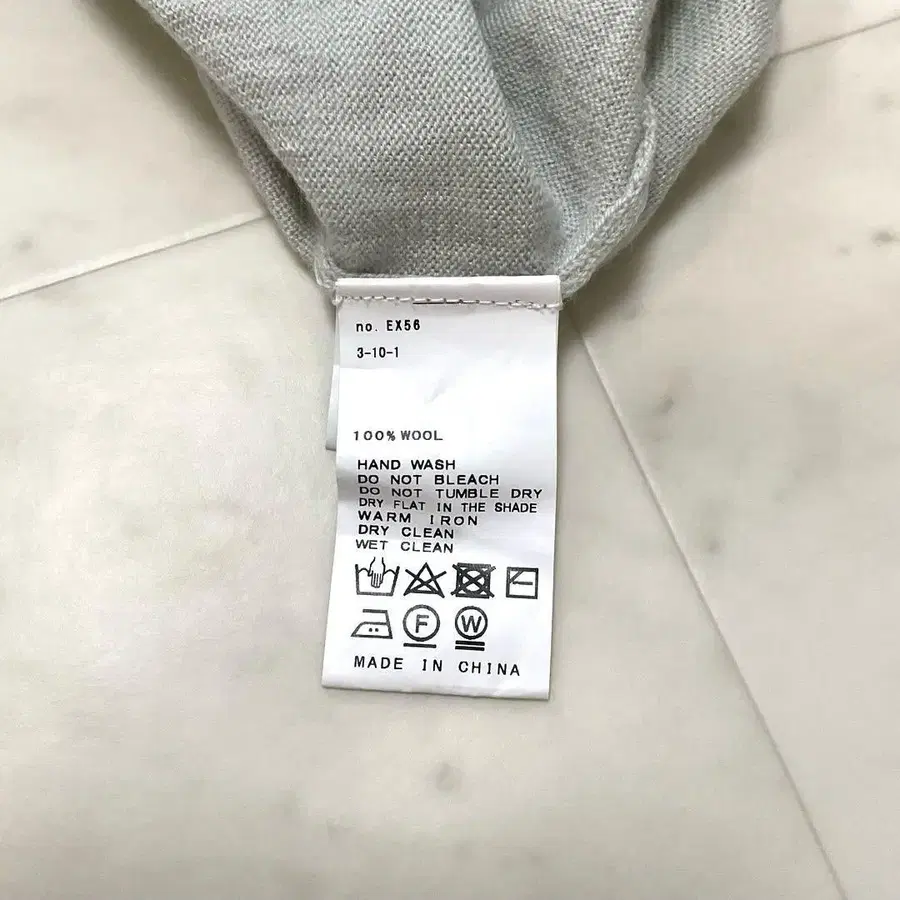 no. EX56
3-10-1
100% WOOL
HAND WASH
DO NOT BLEACH
DO NOT TUMBLE DRY
DRY FLAT IN THE SHADE
WARM IRON
DRY CLEAN
WET CLEAN
F W
MADE IN CHINA